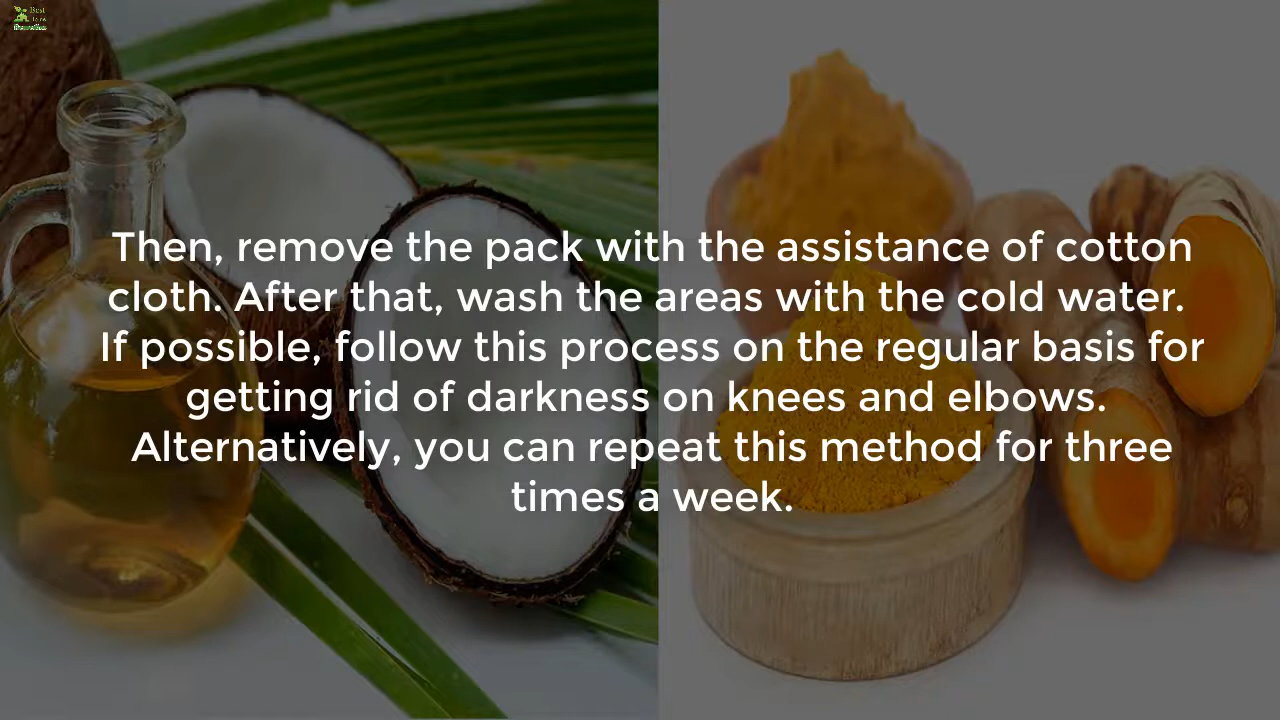 Best
Then, remove the pack with the assistance of cotton
cloth. After that, wash the areas with the cold water.
If possible, follow this process on the regular basis for
getting rid of darkness on knees and elbows.
Alternatively, you can repeat this method for three
times a week.